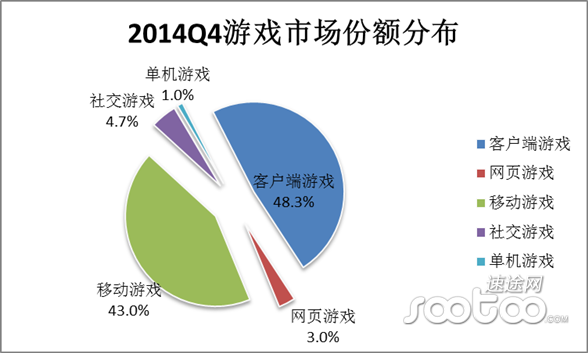 2014Q4游戏市场份额分布
单机游戏
1.0%
社交游戏
4.7%
客户端游戏
48.3%
移动游戏
43.0%
网页游戏
3.0%
客户端游戏
网页游戏
移动游戏
社交游戏
单机游戏
速途网
sootoo.COM